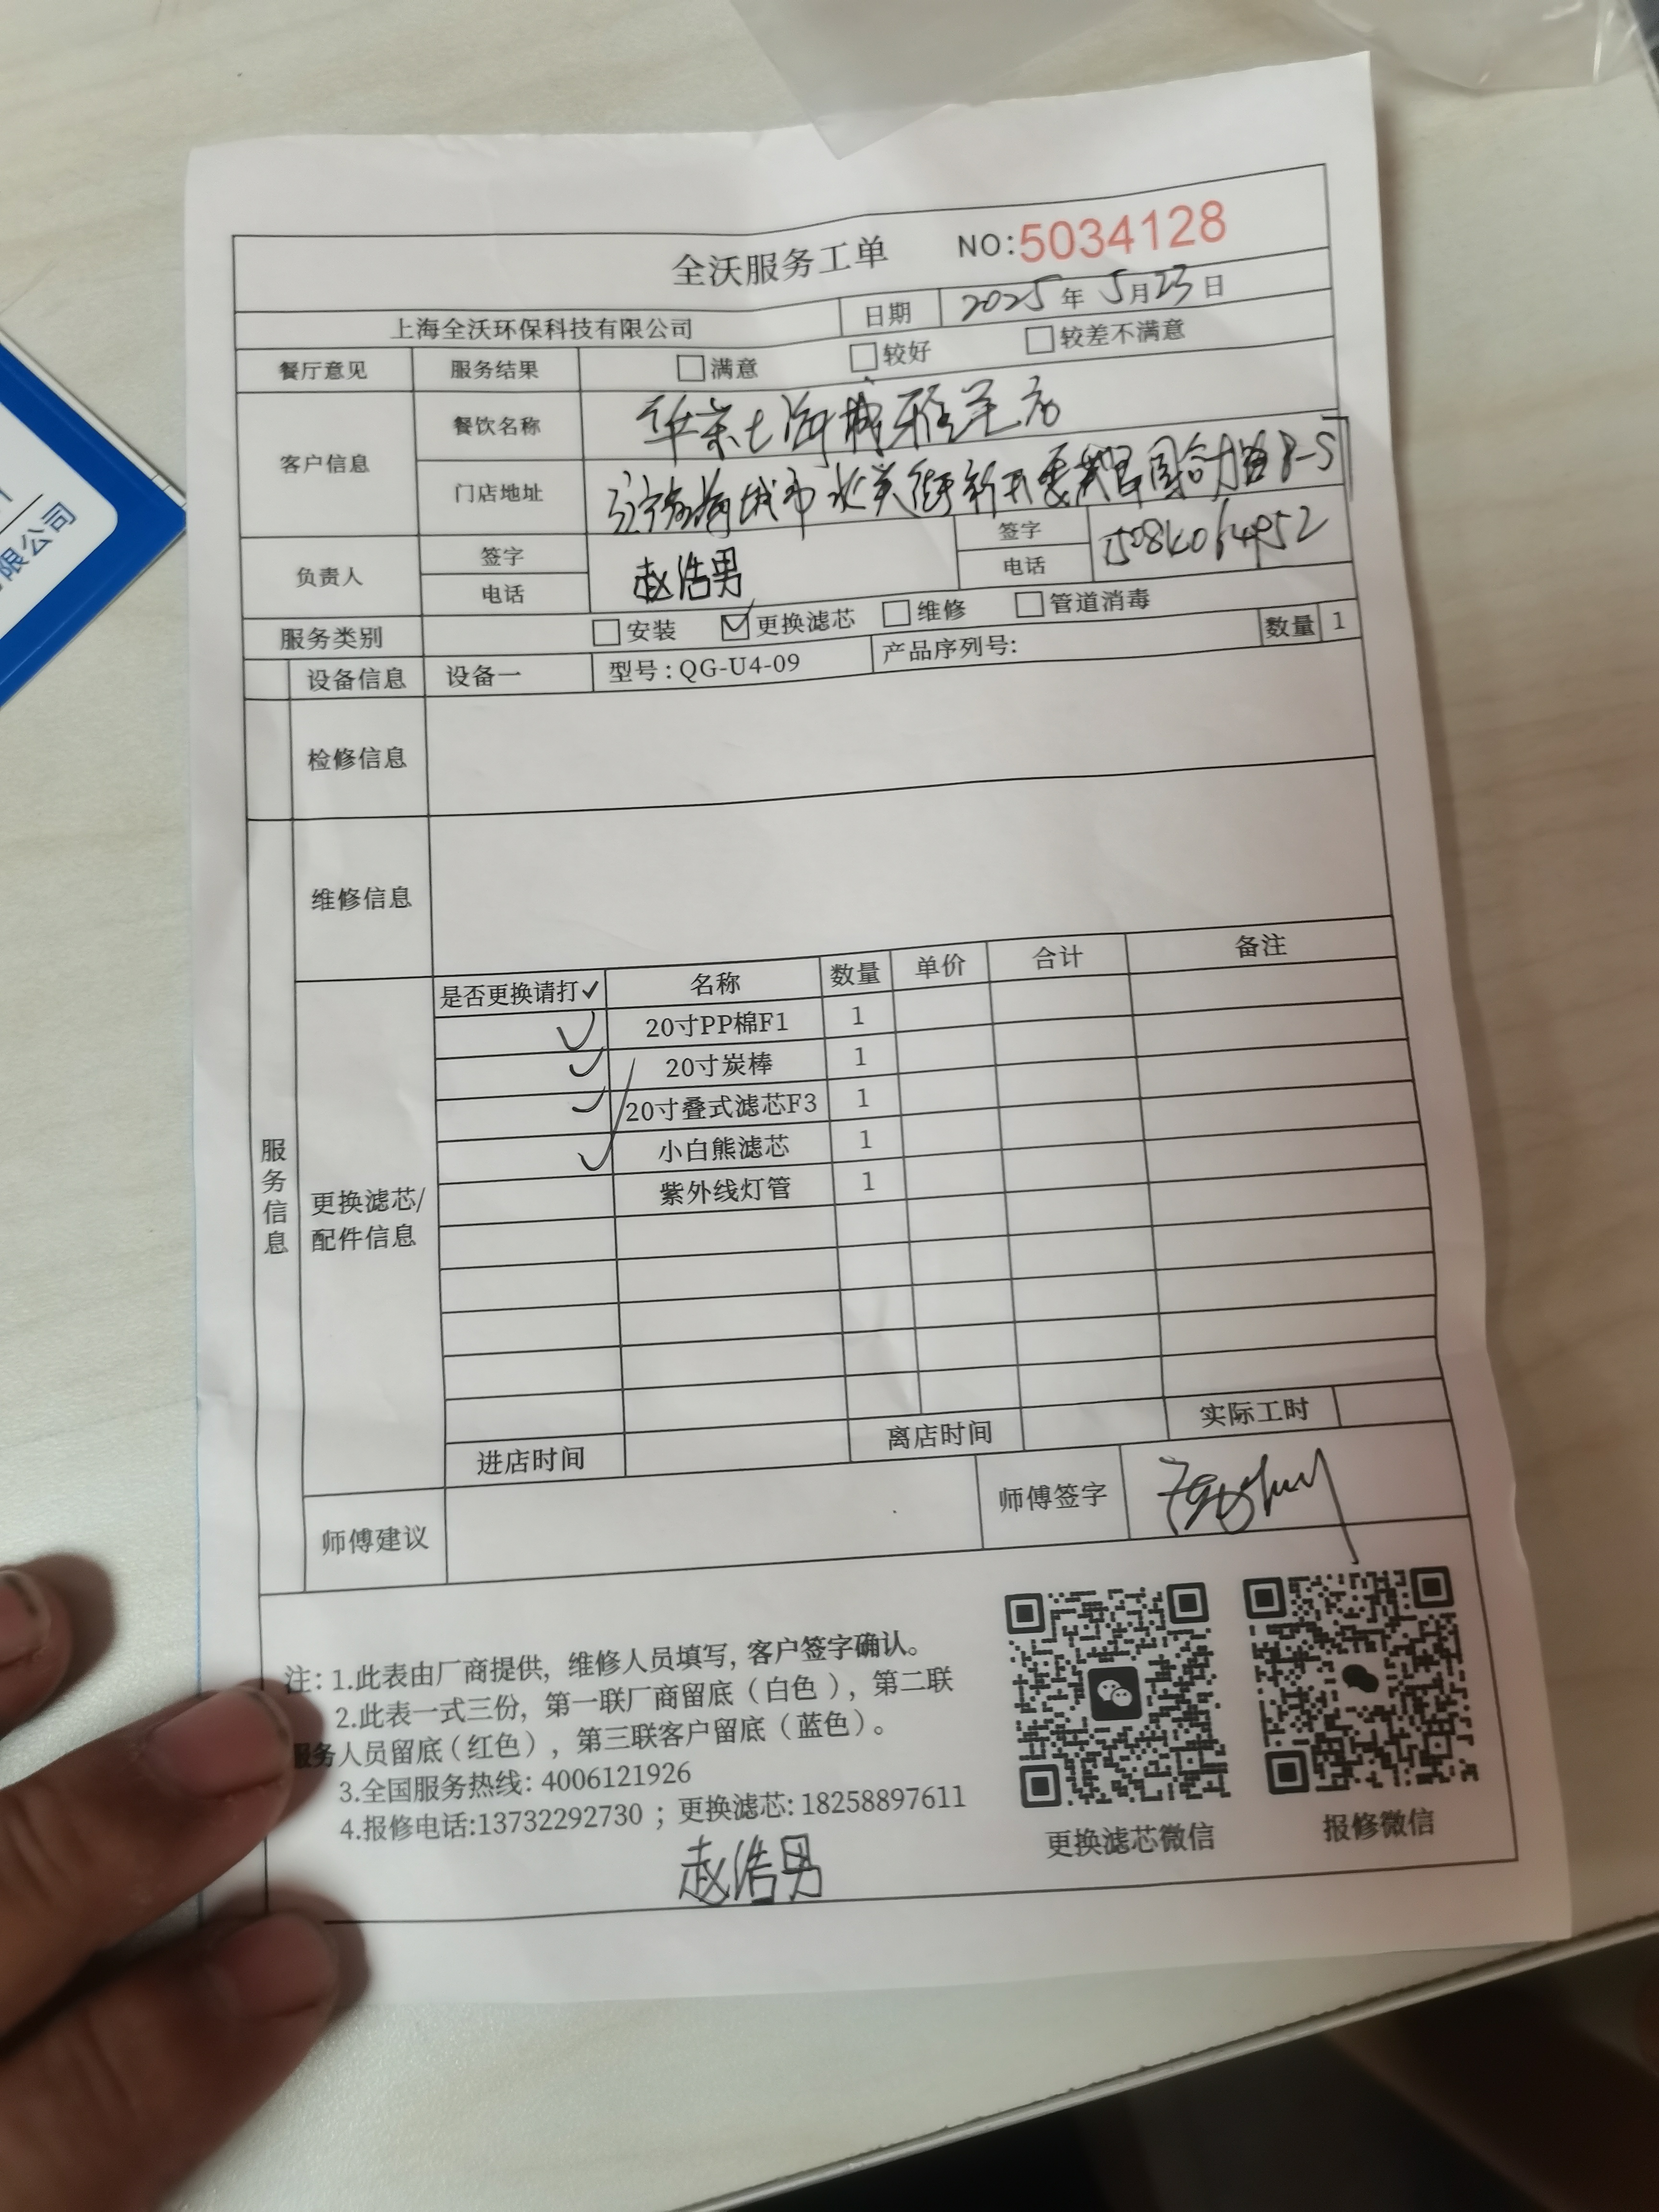 全沃服务工单 NO:5034128
上海全沃环保科技有限公司 日期 2025年5月23日
餐厅意见 服务结果 满意 较好 较差不满意
客户信息 餐饮名称 店
门店地址 城市 街 8-5
负责人 签字 电话 赵浩男 签字 电话
服务类别 安装 更换滤芯 维修 管道消毒
设备信息 设备一 型号:QG-U4-09 产品序列号: 数量 1
检修信息
维修信息
服务信息
更换滤芯/配件信息
是否更换请打✓ 名称 数量 单价 合计 备注
✓ 20寸PP棉F1 1
✓ 20寸炭棒 1
✓ 20寸叠式滤芯F3 1
✓ 小白熊滤芯 1
紫外线灯管 1
进店时间 离店时间 实际工时
师傅建议 师傅签字
注: 1.此表由厂商提供, 维修人员填写, 客户签字确认。
2.此表一式三份, 第一联厂商留底(白色), 第二联
服务人员留底(红色), 第三联客户留底(蓝色)。
3.全国服务热线: 4006121926
4.报修电话:13732292730 ; 更换滤芯: 18258897611
更换滤芯微信 报修微信
赵浩男
限公司